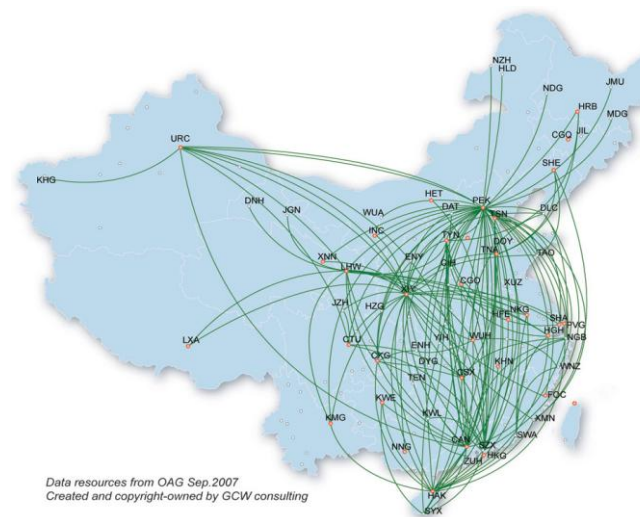 NZH
HLD
NDG
JMU
HRB
MDG
JIL
CGQ
URC
SHE
KHG
DNH
HET
PEK
JGN
DAT
WUA
TSN
DLC
INC
TYN
DOY
TNA
TAO
XNN
ENY
CIH
LHW
CGO
XUZ
XIY
JZH
HZG
NKG
HFE
SHA
PVG
LXA
CTU
YIH
WUH
HGH
NGB
ENH
CKG
DYG
KHN
WNZ
TEN
CSX
KWE
FOC
KMG
KWL
XMN
SWA
CAN
SZX
NNG
ZUH
HKG
HAK
SYX
Data resources from OAG Sep.2007
Created and copyright-owned by GCW consulting